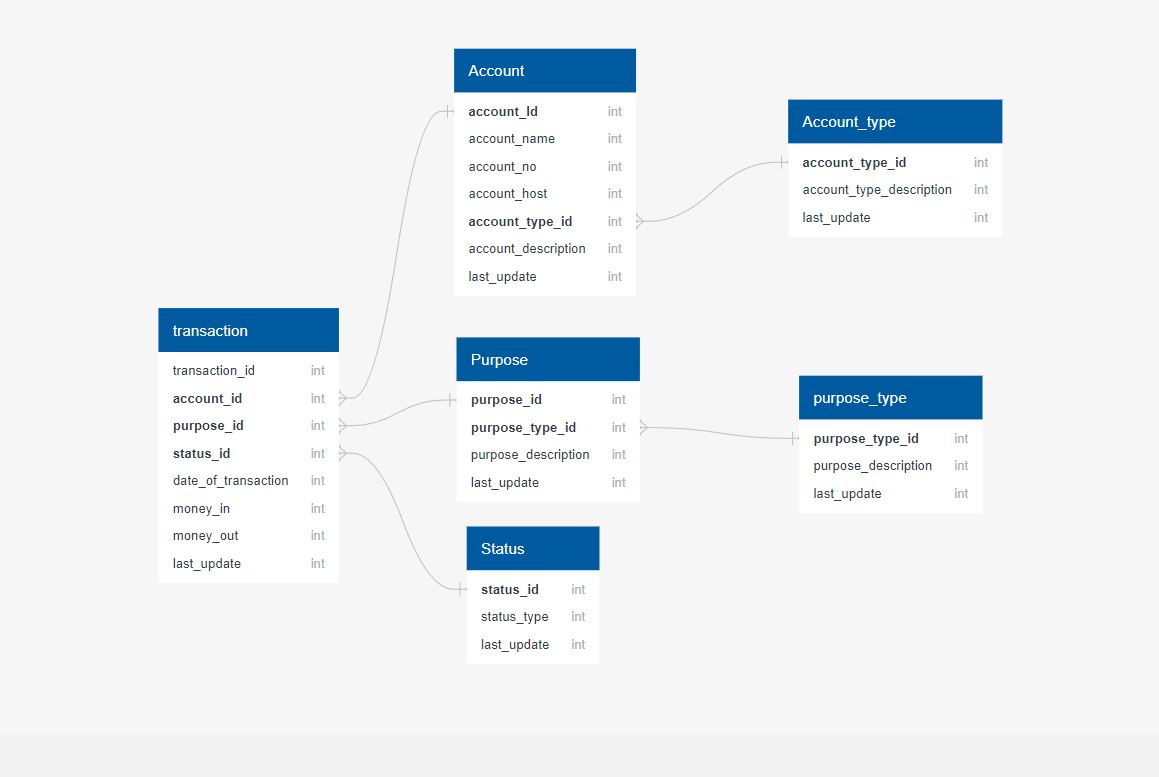 Account
account_Id int
account_name int
account_no int
account_host int
account_type_id int
account_description int
last_update int
Account_type
account_type_id int
account_type_description int
last_update int
transaction
transaction_id int
account_id int
purpose_id int
status_id int
date_of_transaction int
money_in int
money_out int
last_update int
Purpose
purpose_id int
purpose_type_id int
purpose_description int
last_update int
purpose_type
purpose_type_id int
purpose_description int
last_update int
Status
status_id int
status_type int
last_update int